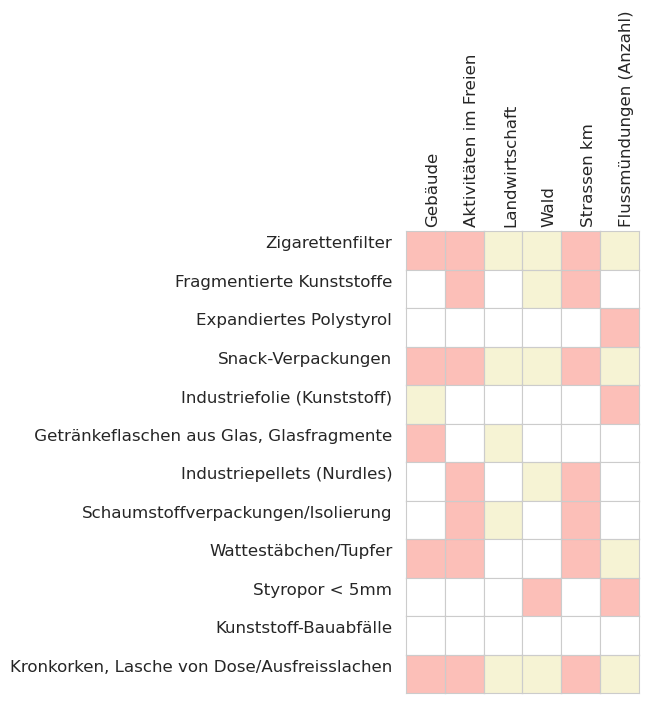 Gebäude
Aktivitäten im Freien
Landwirtschaft
Wald
Strassen km
Flussmündungen (Anzahl)
Zigarettenfilter
Fragmentierte Kunststoffe
Expandiertes Polystyrol
Snack-Verpackungen
Industriefolie (Kunststoff)
Getränkeflaschen aus Glas, Glasfragmente
Industriepellets (Nurdles)
Schaumstoffverpackungen/Isolierung
Wattestäbchen/Tupfer
Styropor < 5mm
Kunststoff-Bauabfälle
Kronkorken, Lasche von Dose/Ausfreisslachen